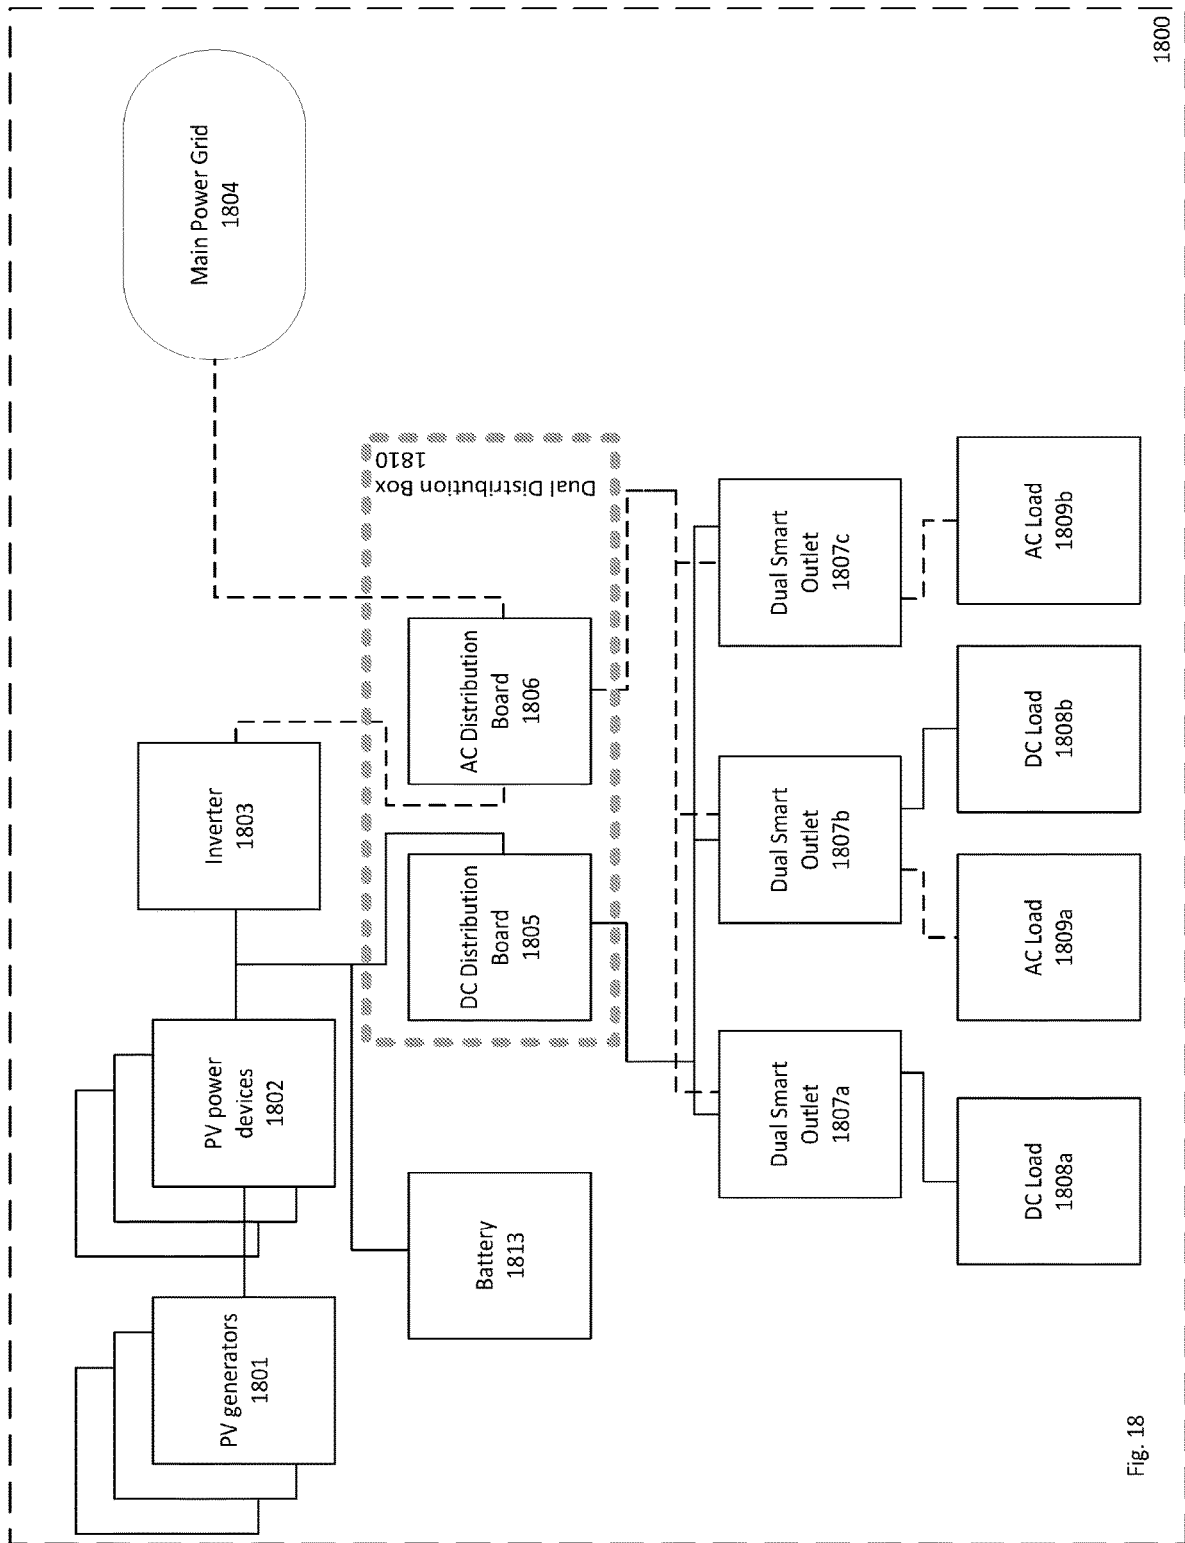 1800
Main Power Grid
1804
Inverter
1803
PV power
devices
1802
PV generators
1801
Dual Distribution Box
1810
AC Distribution
Board
1806
DC Distribution
Board
1805
Battery
1813
Dual Smart
Outlet
1807c
Dual Smart
Outlet
1807b
Dual Smart
Outlet
1807a
AC Load
1809b
DC Load
1808b
AC Load
1809a
DC Load
1808a
Fig. 18